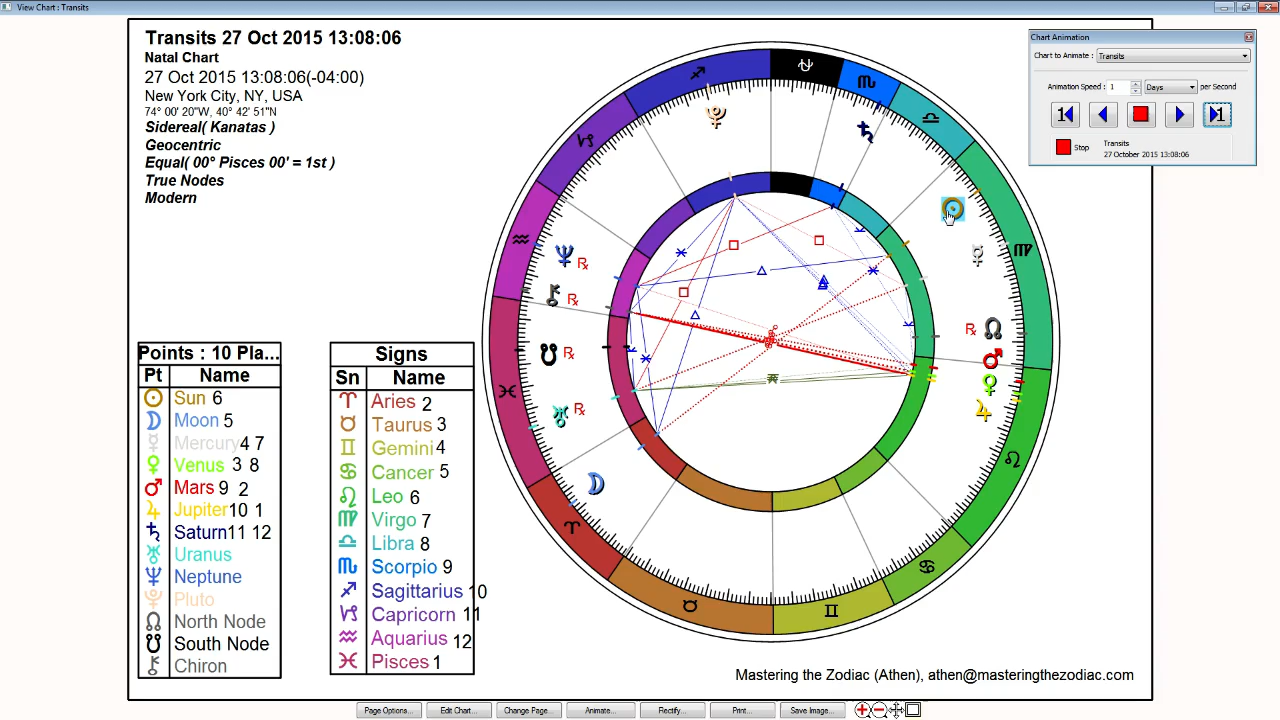 View Chart : Transits
Transits 27 Oct 2015 13:08:06
Natal Chart
27 Oct 2015 13:08:06(-04:00)
New York City, NY, USA
74° 00' 20"W, 40° 42' 51"N
Sidereal( Kanatas )
Geocentric
Equal( 00° Pisces 00' = 1st )
True Nodes
Modern
Chart Animation
Chart to Animate : Transits
Animation Speed : 1 Days per Second
1 1
Stop
Transits
27 October 2015 13:08:06
Points : 10 Pla...
Pt Name
☉ Sun 6
☽ Moon 5
☿ Mercury 4 7
♀ Venus 3 8
♂ Mars 9 2
♃ Jupiter 10 1
♄ Saturn 11 12
♅ Uranus
♆ Neptune
Pluto
☊ North Node
☋ South Node
⚷ Chiron
Signs
Sn Name
♈ Aries 2
♉ Taurus 3
♊ Gemini 4
♋ Cancer 5
♌ Leo 6
♍ Virgo 7
♎ Libra 8
♏ Scorpio 9
♐ Sagittarius 10
♑ Capricorn 11
♒ Aquarius 12
♓ Pisces 1
℞
℞
℞
℞
℞
Mastering the Zodiac (Athen), athen@masteringthezodiac.com
Page Options... Edit Chart... Change Page... Animate... Rectify... Print... Save Image...